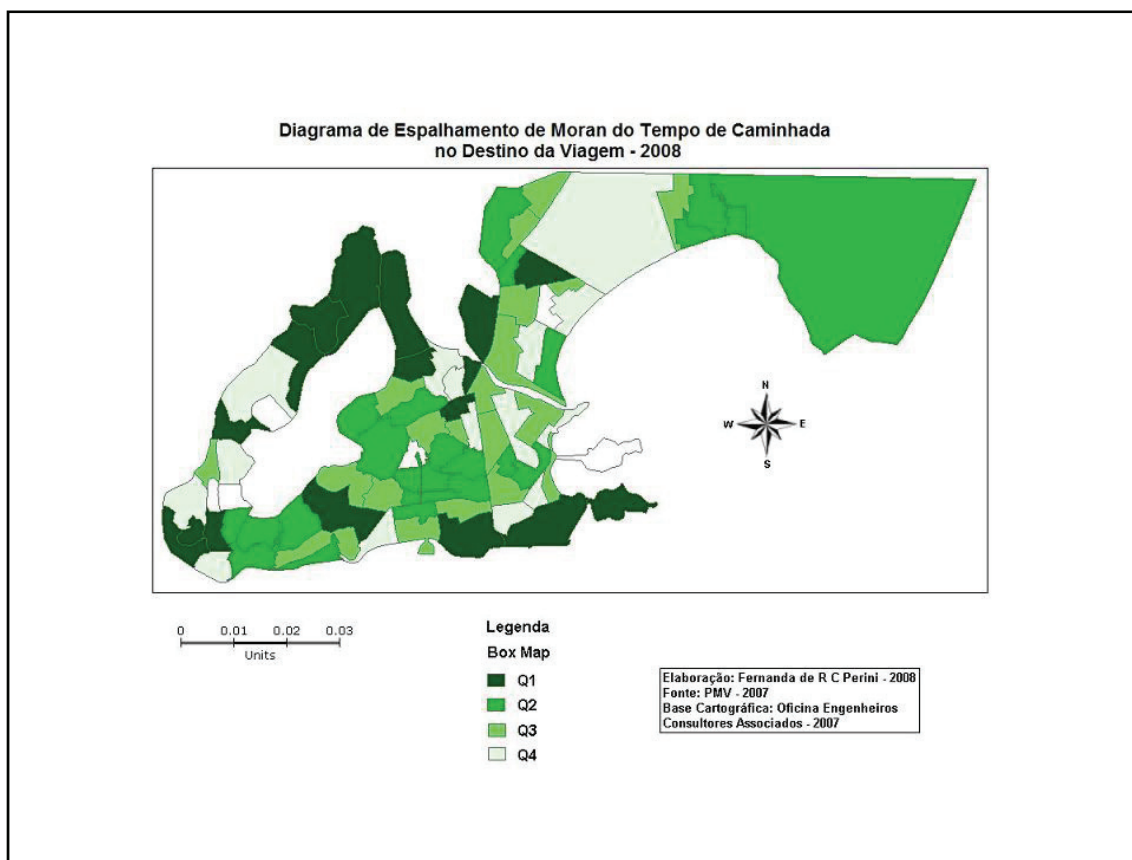 Diagrama de Espalhamento de Moran do Tempo de Caminhada
no Destino da Viagem - 2008
N
W
E
S
0 0.01 0.02 0.03
Units
Legenda
Box Map
Q1
Q2
Q3
Q4
Elaboração: Fernanda de R C Perini - 2008
Fonte: PMV - 2007
Base Cartográfica: Oficina Engenheiros
Consultores Associados - 2007